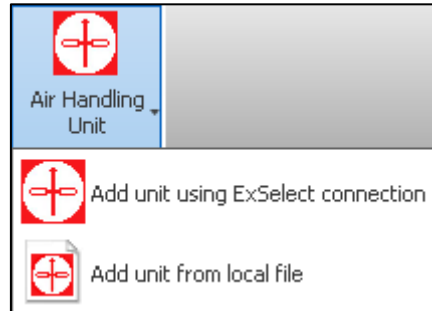 Air Handling
Unit
Add unit using ExSelect connection
Add unit from local file